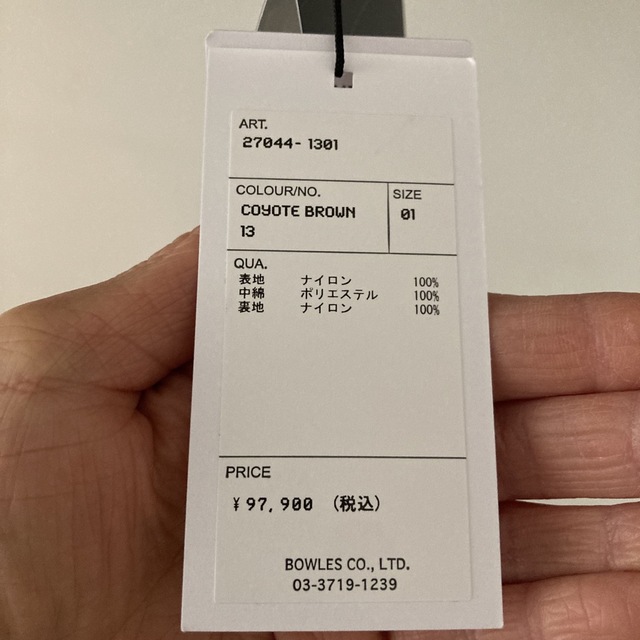 ART.
27044-1301
COLOUR/NO.
COYOTE BROWN
13
SIZE
01
QUA.
表地 ナイロン 100%
中綿 ポリエステル 100%
裏地 ナイロン 100%
PRICE
¥97,900 (税込)
BOWLES CO., LTD.
03-3719-1239